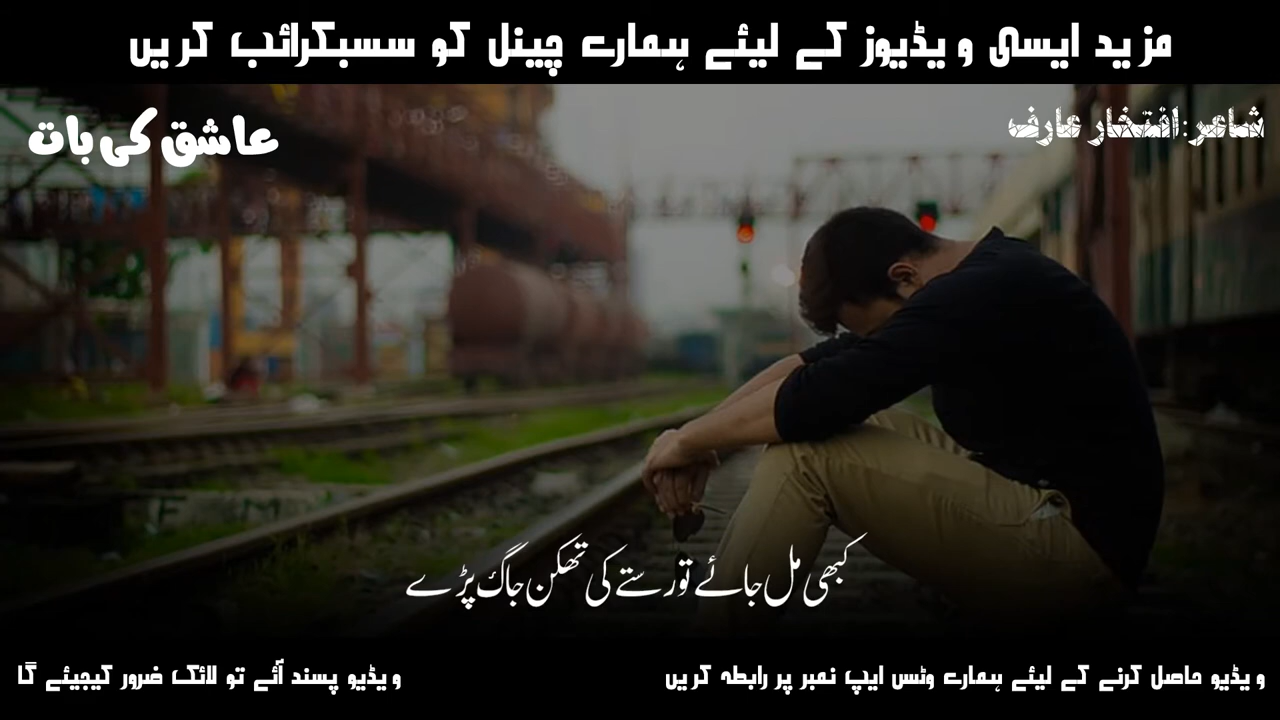 مزید ایسی ویڈیوز کے لیئے ہمارے چینل کو سسبکرائب کریں
شاعر:افتخار عارف
عاشق کی بات
کبھی مل جائے تو رستے کی تھکن جاگ پڑے
ویڈیو حاصل کرنے کے لیئے ہمارے وٹس ایپ نمبر پر رابطہ کریں
ویڈیو پسند آئے تو لائک ضرور کیجیئے گا